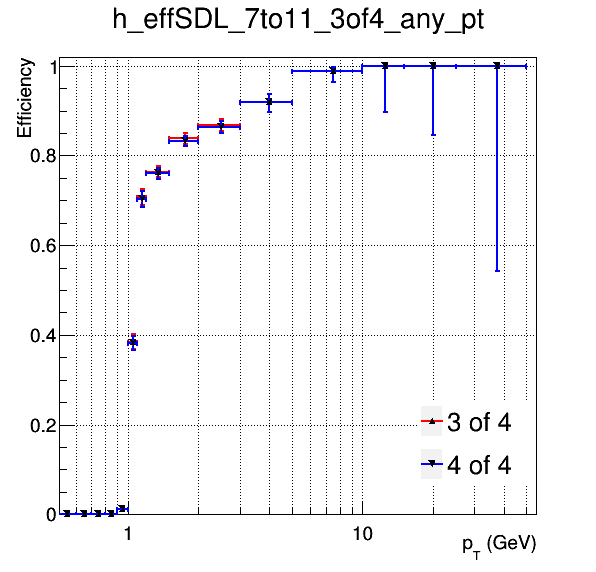 h_effSDL_7to11_3of4_any_pt
Efficiency
1
0.8
0.6
0.4
0.2
0
1
10
p_T (GeV)
3 of 4
4 of 4